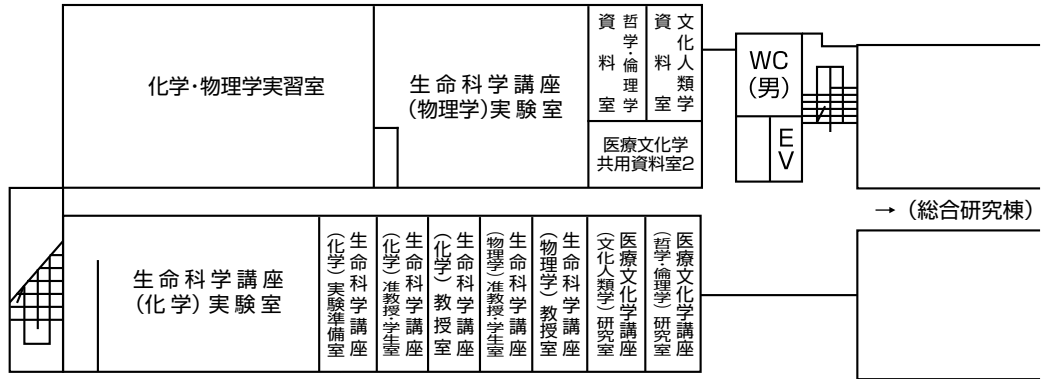 化学・物理学実習室
生命科学講座
(物理学)実験室
哲学・倫理学
資料室
文化人類学
資料室
医療文化学
共用資料室2
WC
(男)
EV
→(総合研究棟)
生命科学講座
(化学)実験室
生命科学講座
(化学)実験準備室
生命科学講座
(化学)准教授・学生室
生命科学講座
(化学)教授室
生命科学講座
(物理学)准教授・学生室
生命科学講座
(物理学)教授室
医療文化学講座
(文化人類学)研究室
医療文化学講座
(哲学・倫理学)研究室